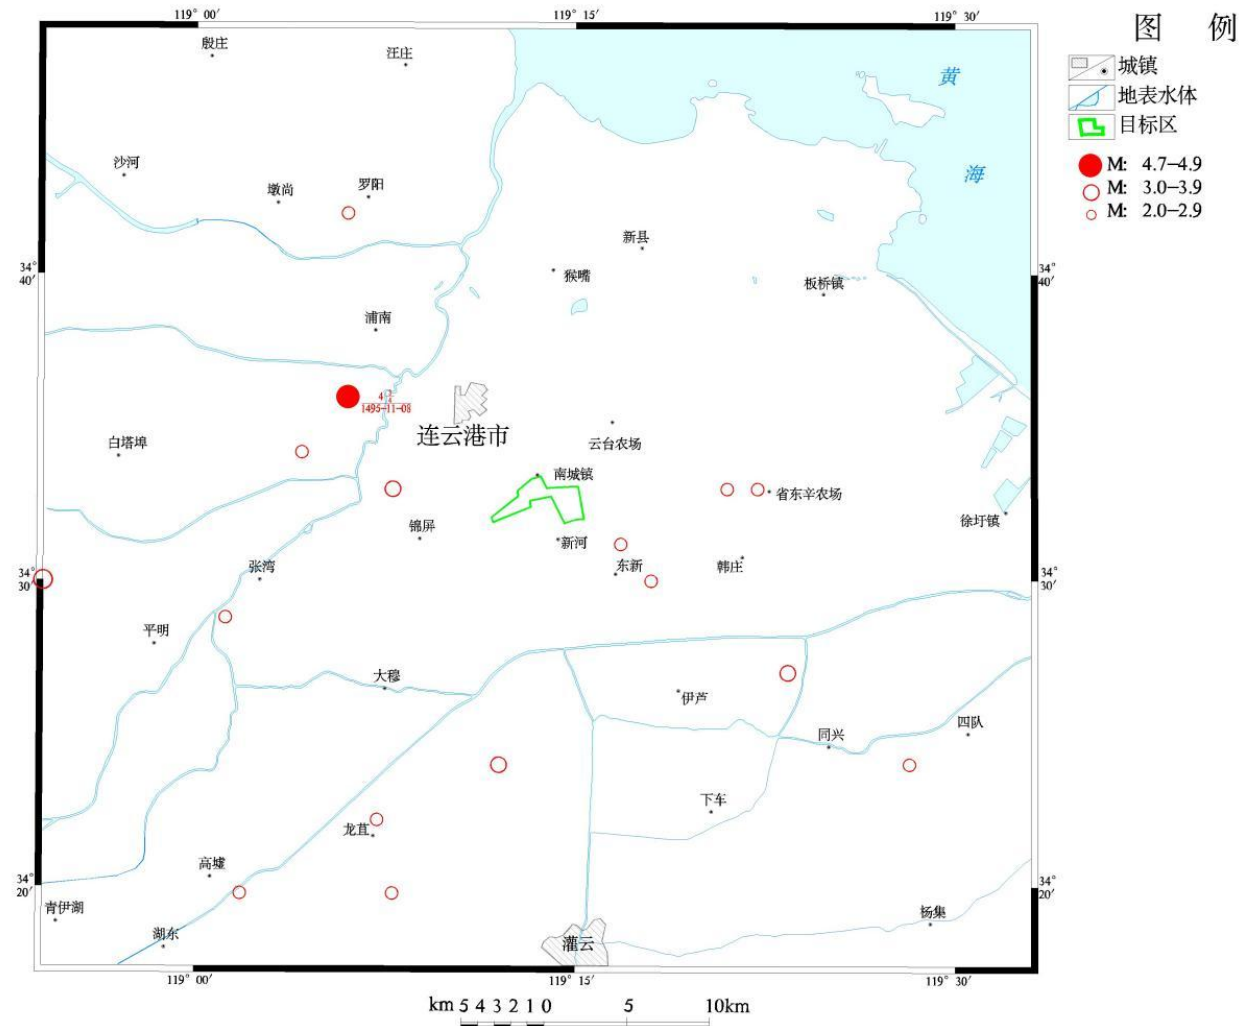 119° 00′
119° 15′
119° 30′
图 例
殷庄
汪庄
城镇
黄
地表水体
目标区
沙河
M: 4.7–4.9
海
墩尚
罗阳
M: 3.0–3.9
M: 2.0–2.9
新县
34°
40′
34°
40′
猴嘴
板桥镇
浦南
1495-11-08
连云港市
白塔埠
云台农场
南城镇
省东辛农场
锦屏
徐圩镇
新河
34°
30′
张湾
东新
韩庄
34°
30′
平明
大穆
伊芦
四队
同兴
下车
龙苴
高墟
34°
20′
34°
20′
青伊湖
杨集
湖东
灌云
119° 00′
119° 15′
119° 30′
km 5 4 3 2 1 0 5 10km